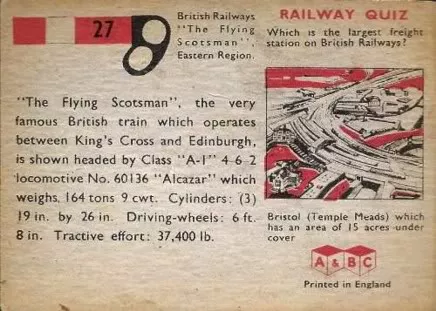 27
British Railways
"The Flying
Scotsman",
Eastern Region.
"The Flying Scotsman", the very
famous British train which operates
between King's Cross and Edinburgh,
is shown headed by Class "A-1" 4-6-2
locomotive No. 60136 "Alcazar" which
weighs 164 tons 9 cwt. Cylinders: (3)
19 in. by 26 in. Driving-wheels: 6 ft.
8 in. Tractive effort: 37,400 lb.
RAILWAY QUIZ
Which is the largest freight
station on British Railways?
Bristol (Temple Meads) which
has an area of 15 acres under
cover
A & BC
Printed in England